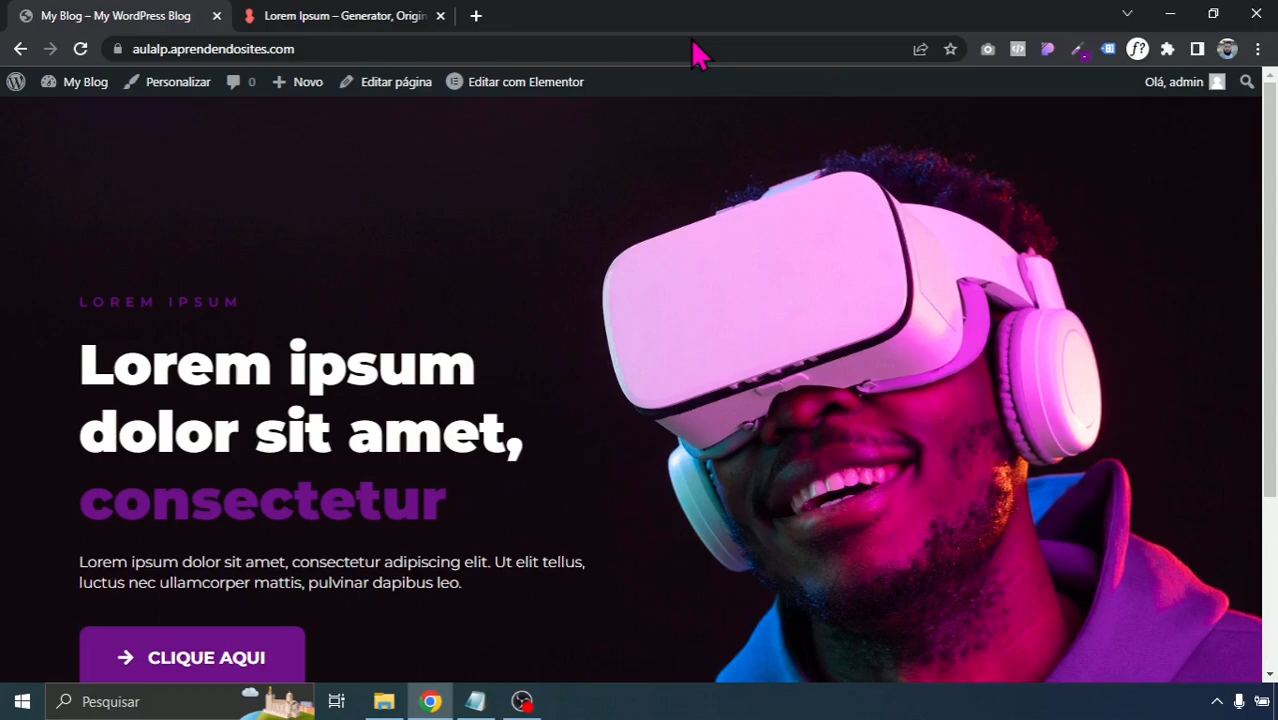 My Blog – My WordPress Blog
Lorem Ipsum – Generator, Origin
aulalp.aprendendosites.com
f?
My Blog
Personalizar
0
Novo
Editar página
Editar com Elementor
Olá, admin
LOREM IPSUM
Lorem ipsum
dolor sit amet,
consectetur
Lorem ipsum dolor sit amet, consectetur adipiscing elit. Ut elit tellus,
luctus nec ullamcorper mattis, pulvinar dapibus leo.
CLIQUE AQUI
Pesquisar